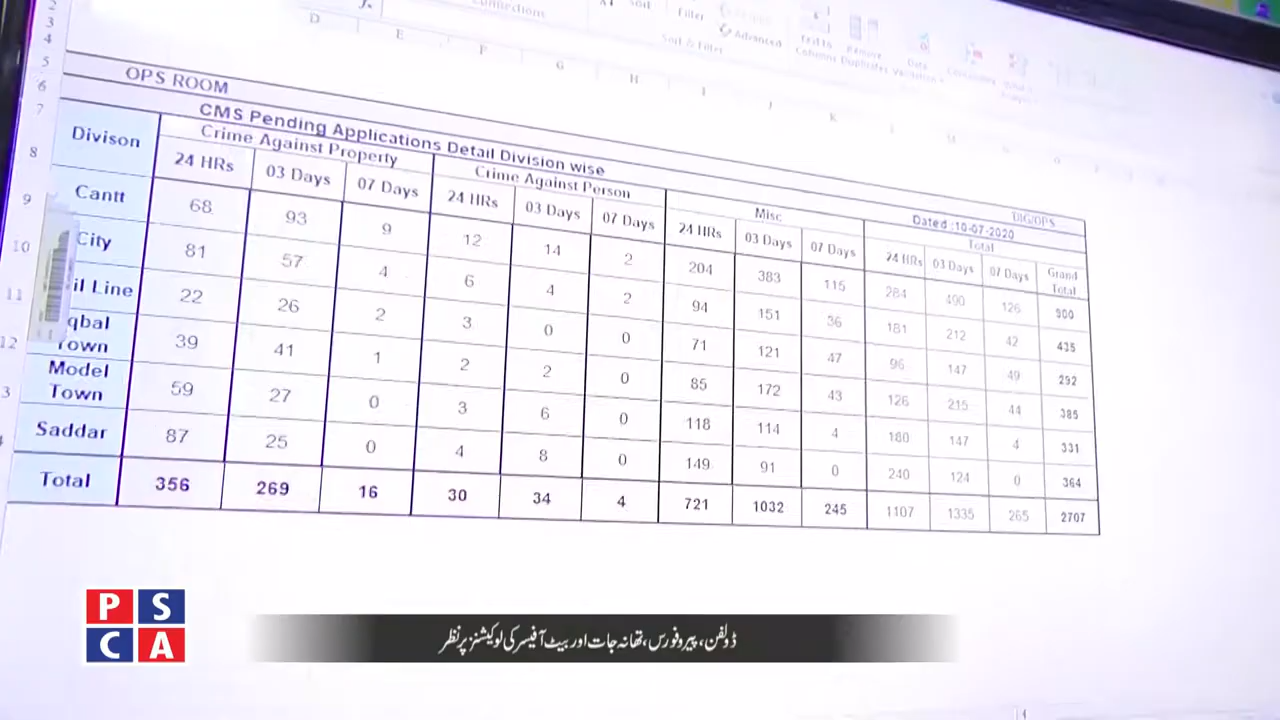 D E F G H I J K
Sort & Filter
Advanced
Filter
Connections
OPS ROOM
DIG/OPS
CMS Pending Applications Detail Division wise
Dated :10-07-2020
Divison Crime Against Property Crime Against Person Misc Total
24 HRs 03 Days 07 Days 24 HRs 03 Days 07 Days 24 HRs 03 Days 07 Days 24 HRs 03 Days 07 Days Grand Total
Cantt 68 93 9 12 14 2 204 383 115 284 490 126 900
City 81 57 4 6 4 2 94 151 36 181 212 42 435
il Line 22 26 2 3 0 0 71 121 47 96 147 49 292
qbal Town 39 41 1 2 2 0 85 172 43 126 215 44 385
Model Town 59 27 0 3 6 0 118 114 4 180 147 4 331
Saddar 87 25 0 4 8 0 149 91 0 240 124 0 364
Total 356 269 16 30 34 4 721 1032 245 1107 1335 265 2707
P S
C A
ڈولفن، پیرو فورس، تھانہ جات اور بیٹ آفیسر کی لوکیشنز پر نظر